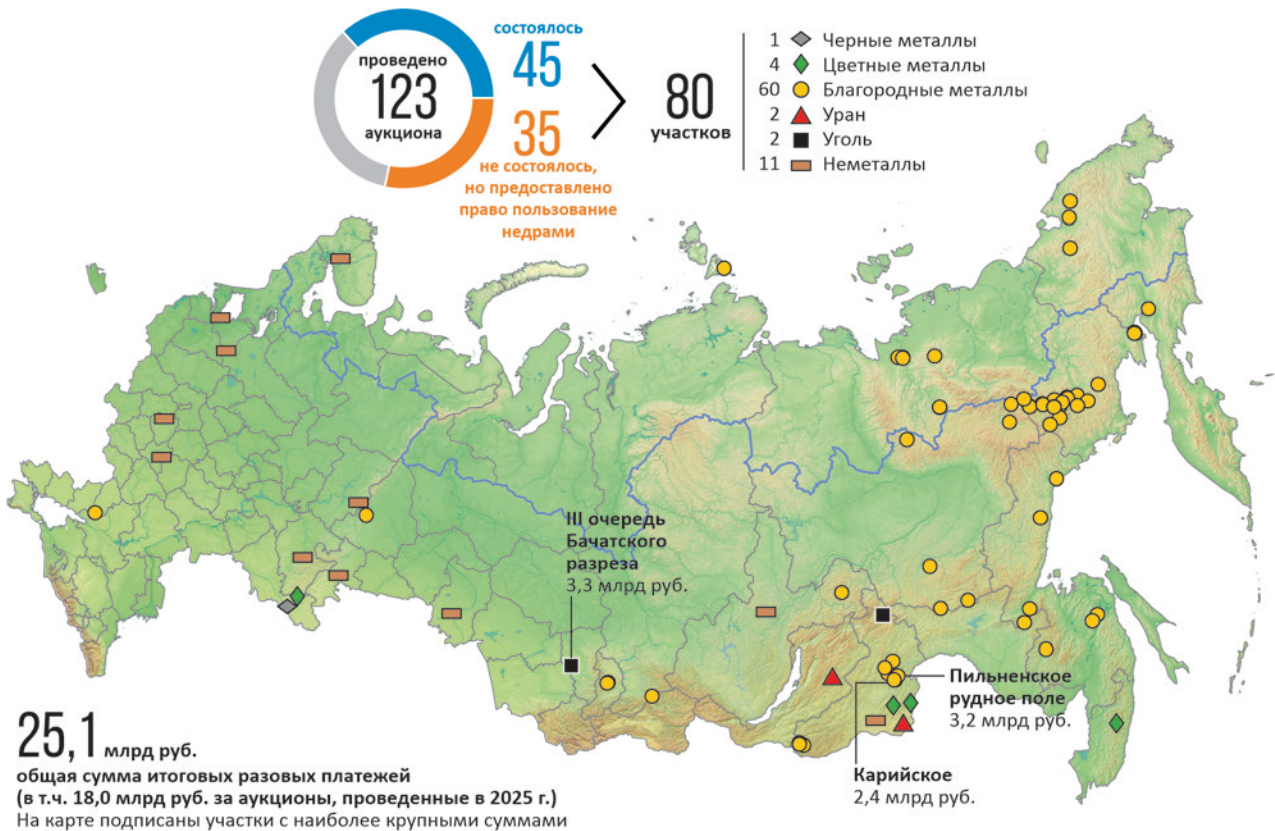 проведено
123
аукциона
состоялось
45
35
не состоялось,
но предоставлено
право пользование
недрами
80
участков
1 Черные металлы
4 Цветные металлы
60 Благородные металлы
2 Уран
2 Уголь
11 Неметаллы
III очередь
Бачатского
разреза
3,3 млрд руб.
Пильненское
рудное поле
3,2 млрд руб.
Карийское
2,4 млрд руб.
25,1 млрд руб.
общая сумма итоговых разовых платежей
(в т.ч. 18,0 млрд руб. за аукционы, проведенные в 2025 г.)
На карте подписаны участки с наиболее крупными суммами